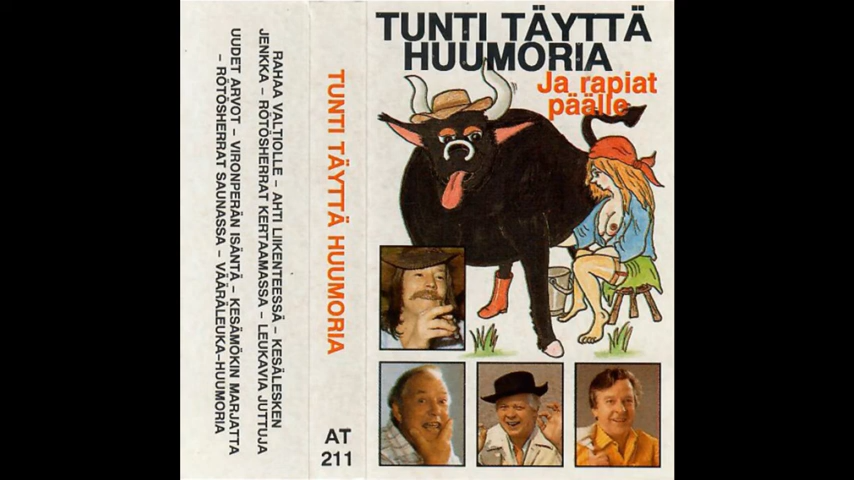 TUNTI TÄYTTÄ
HUUMORIA
Ja rapiat
päälle
TUNTI TÄYTTÄ HUUMORIA
AT
211
RAHAA VALTIOLLE – AHTI LIIKENTEESSÄ – KESÄLESKEN
JENKKA – RÖTÖSHERRAT KERTAAMASSA – LEUKAVIA JUTTUJA
UUDET ARVOT – VIRONPERÄN ISÄNTÄ – KESÄMÖKIN MARJATTA
– RÖTÖSHERRAT SAUNASSA – VÄÄRÄLEUKA-HUUMORIA